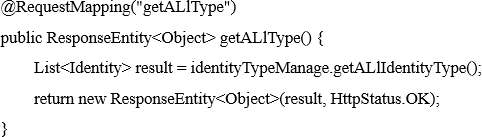 @RequestMapping("getALlType")
public ResponseEntity<Object> getALlType() {
List<Identity> result = identityTypeManage.getALlIdentityType();
return new ResponseEntity<Object>(result, HttpStatus.OK);
}